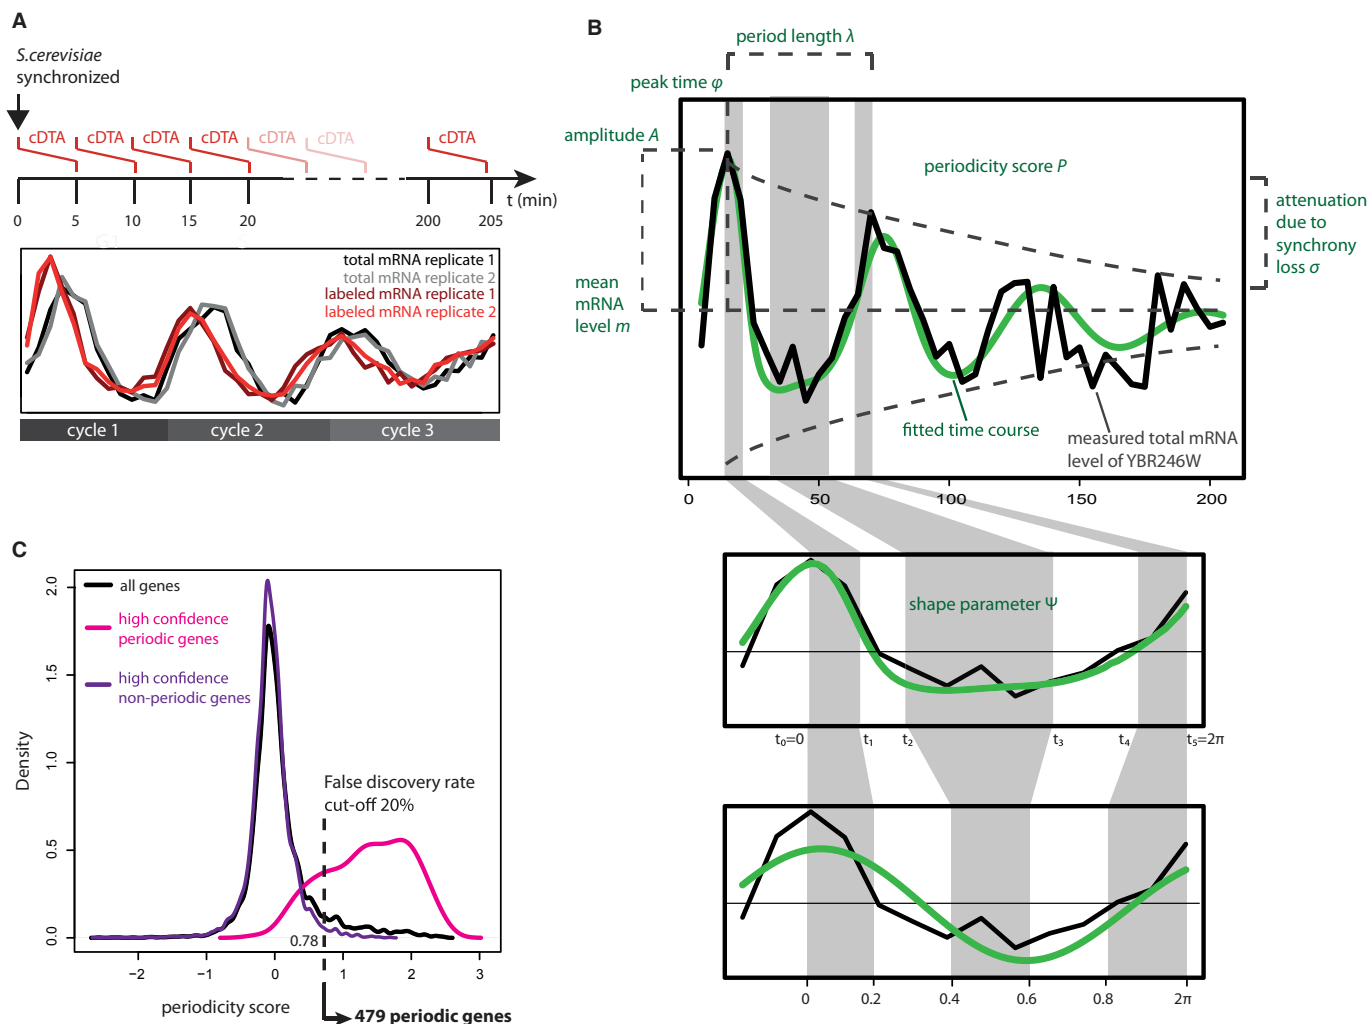 A
S.cerevisiae
synchronized
cDTA cDTA cDTA cDTA cDTA cDTA cDTA
t (min)
0 5 10 15 20 200 205
total mRNA replicate 1
total mRNA replicate 2
labeled mRNA replicate 1
labeled mRNA replicate 2
cycle 1 cycle 2 cycle 3
B
period length λ
peak time φ
amplitude A
periodicity score P
attenuation
due to
synchrony
loss σ
mean
mRNA
level m
fitted time course
measured total mRNA
level of YBR246W
0 50 100 150 200
shape parameter Ψ
t₀=0 t₁ t₂ t₃ t₄ t₅=2π
0 0.2 0.4 0.6 0.8 2π
C
all genes
high confidence
periodic genes
high confidence
non-periodic genes
False discovery rate
cut-off 20%
0.78
Density
0.0 0.5 1.0 1.5 2.0
−2 −1 0 1 2 3
periodicity score
479 periodic genes